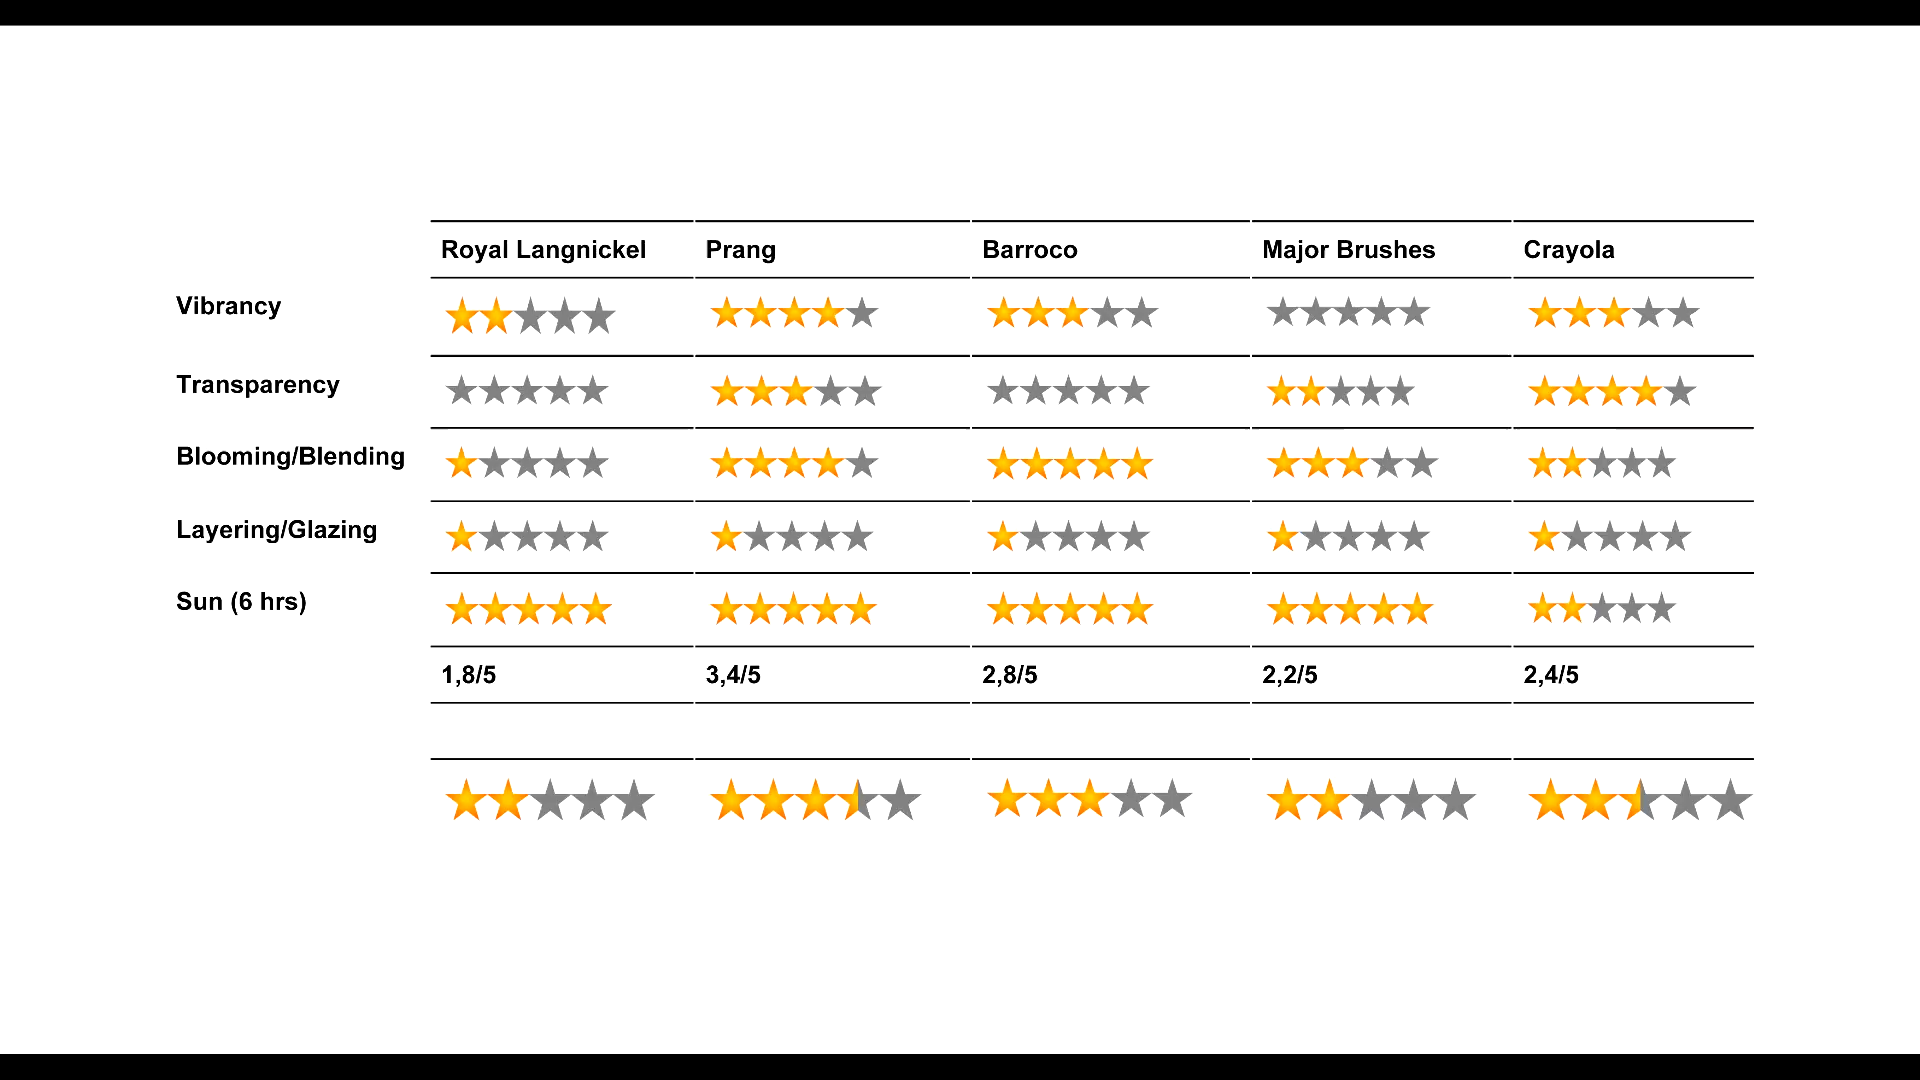 Royal Langnickel Prang Barroco Major Brushes Crayola
Vibrancy
Transparency
Blooming/Blending
Layering/Glazing
Sun (6 hrs)
1,8/5 3,4/5 2,8/5 2,2/5 2,4/5